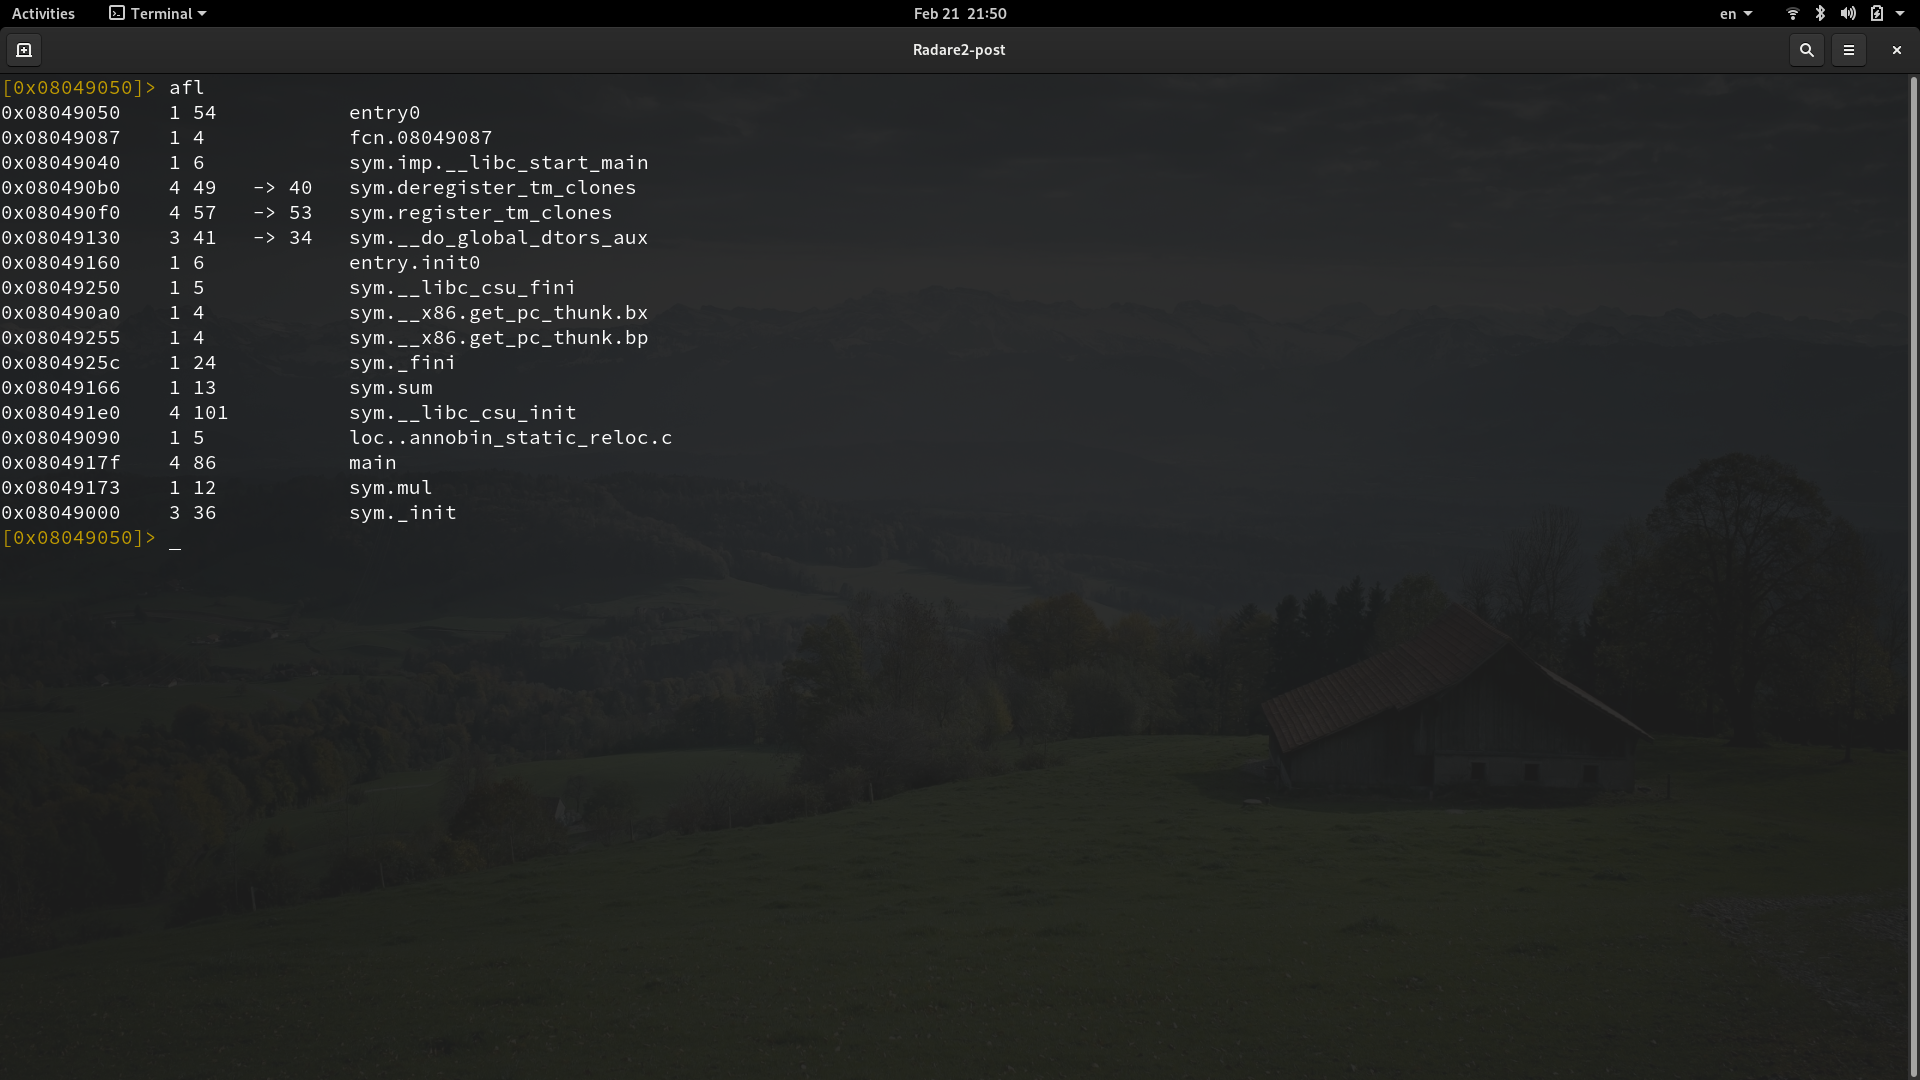 Activities Terminal Feb 21 21:50 en
Radare2-post
[0x08049050]> afl
0x08049050    1 54           entry0
0x08049087    1 4            fcn.08049087
0x08049040    1 6            sym.imp.__libc_start_main
0x080490b0    4 49   -> 40   sym.deregister_tm_clones
0x080490f0    4 57   -> 53   sym.register_tm_clones
0x08049130    3 41   -> 34   sym.__do_global_dtors_aux
0x08049160    1 6            entry.init0
0x08049250    1 5            sym.__libc_csu_fini
0x080490a0    1 4            sym.__x86.get_pc_thunk.bx
0x08049255    1 4            sym.__x86.get_pc_thunk.bp
0x0804925c    1 24           sym._fini
0x08049166    1 13           sym.sum
0x080491e0    4 101          sym.__libc_csu_init
0x08049090    1 5            loc..annobin_static_reloc.c
0x0804917f    4 86           main
0x08049173    1 12           sym.mul
0x08049000    3 36           sym._init
[0x08049050]> _